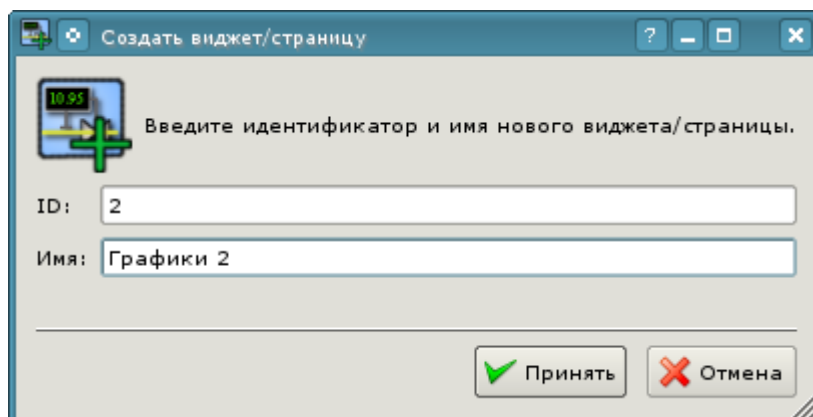 Создать виджет/страницу
?
10.95
Введите идентификатор и имя нового виджета/страницы.
ID: 2
Имя: Графики 2
Принять Отмена